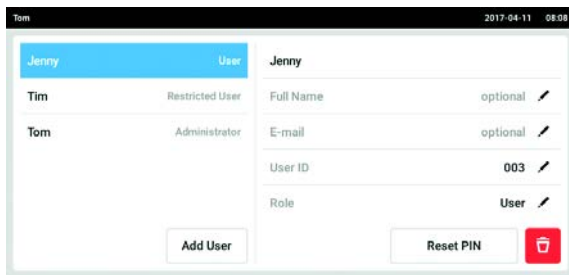 Tom 2017-04-11 08:08
Jenny User
Tim Restricted User
Tom Administrator
Add User
Jenny
Full Name optional
E-mail optional
User ID 003
Role User
Reset PIN